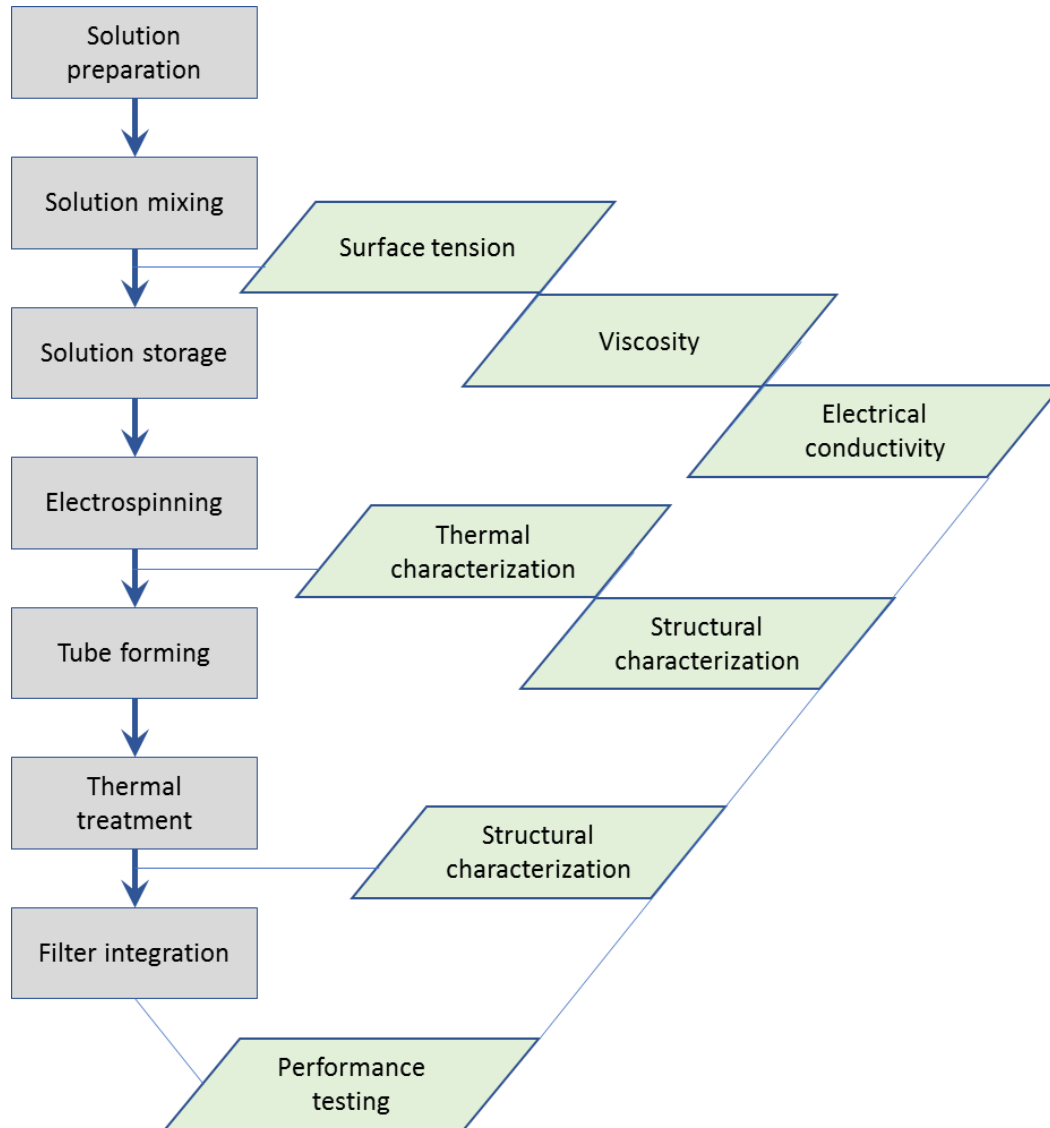 Solution
preparation
Solution mixing
Surface tension
Solution storage
Viscosity
Electrical
conductivity
Electrospinning
Thermal
characterization
Tube forming
Structural
characterization
Thermal
treatment
Structural
characterization
Filter integration
Performance
testing